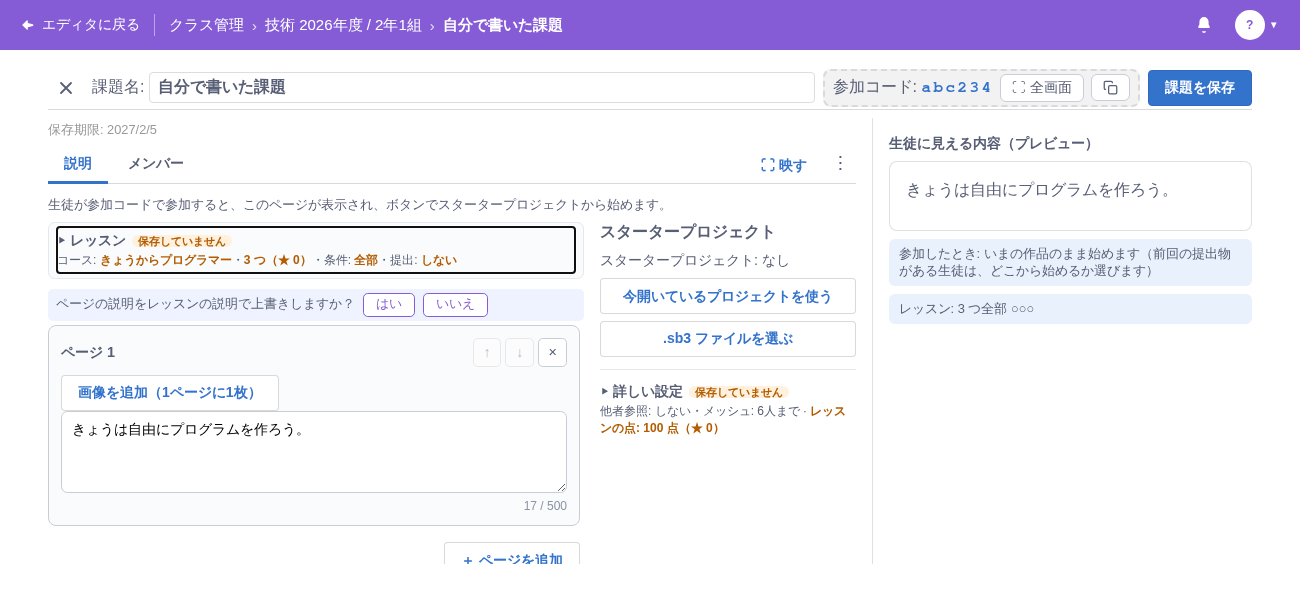 エディタに戻る
クラス管理 › 技術 2026年度 / 2年1組 › 自分で書いた課題
?
課題名: 自分で書いた課題
参加コード: abc234 全画面
課題を保存
保存期限: 2027/2/5
説明 メンバー 映す
生徒が参加コードで参加すると、このページが表示され、ボタンでスタータープロジェクトから始めます。
レッスン 保存していません
コース: きょうからプログラマー・3 つ（★ 0）・条件: 全部・提出: しない
ページの説明をレッスンの説明で上書きしますか？ はい いいえ
ページ 1 ↑ ↓ ×
画像を追加（1ページに1枚）
きょうは自由にプログラムを作ろう。
17 / 500
＋ ページを追加
スタータープロジェクト
スタータープロジェクト: なし
今開いているプロジェクトを使う
.sb3 ファイルを選ぶ
詳しい設定 保存していません
他者参照: しない・メッシュ: 6人まで · レッス
ンの点: 100 点（★ 0）
生徒に見える内容（プレビュー）
きょうは自由にプログラムを作ろう。
参加したとき: いまの作品のまま始めます（前回の提出物
がある生徒は、どこから始めるか選びます）
レッスン: 3 つ全部 ○○○